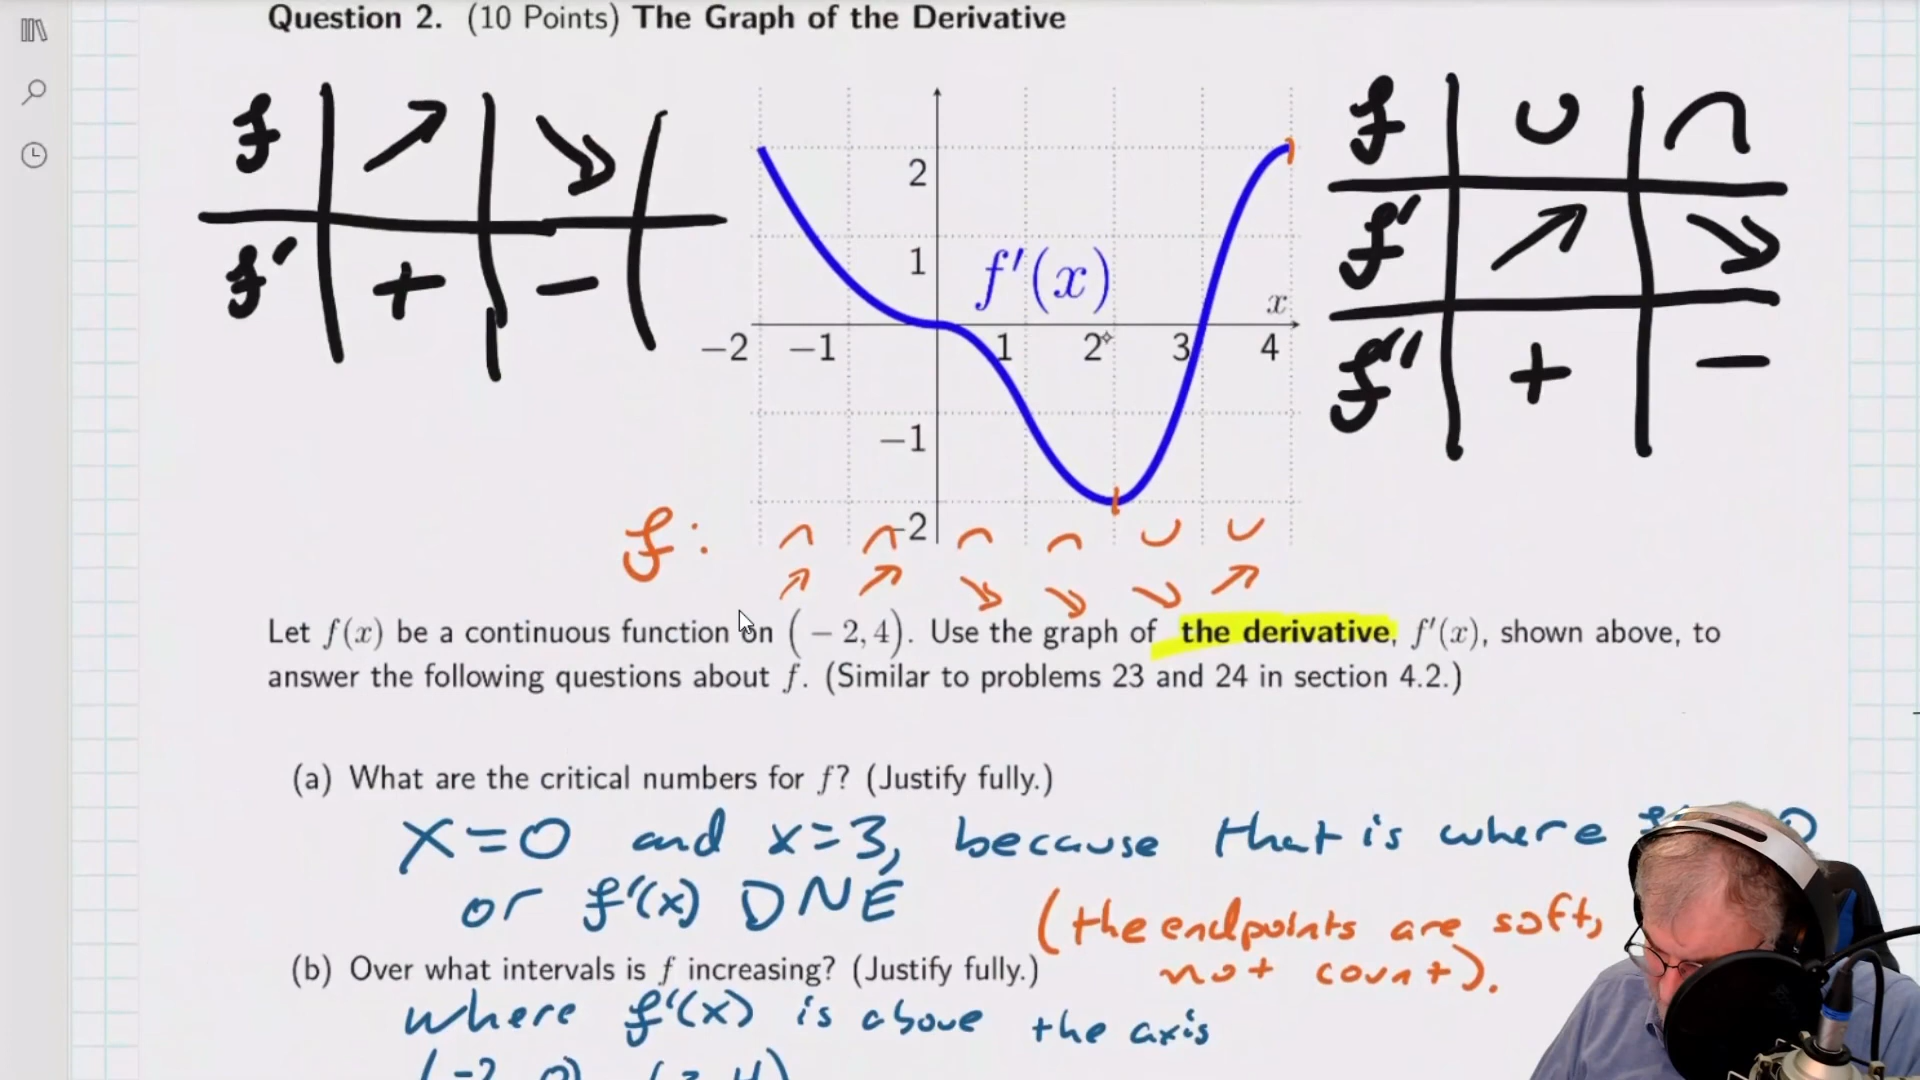 Question 2. (10 Points) The Graph of the Derivative
f
f'
+
−
2
1
f'(x)
x
−2
−1
1
2
3
4
−1
−2
f
f'
f''
+
−
f:
Let f(x) be a continuous function on (−2, 4). Use the graph of the derivative, f'(x), shown above, to
answer the following questions about f. (Similar to problems 23 and 24 in section 4.2.)
(a) What are the critical numbers for f? (Justify fully.)
x=0 and x=3, because that is where
or f'(x) DNE
(the endpoints are soft,
not count).
(b) Over what intervals is f increasing? (Justify fully.)
where f'(x) is above the axis